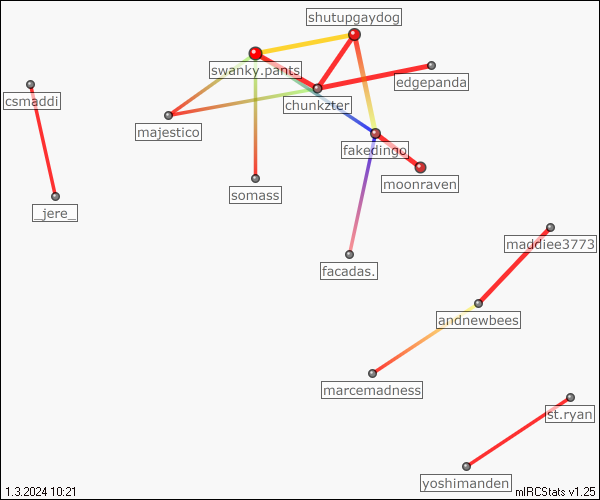 shutupgaydog
swanky.pants
edgepanda
csmaddi
chunkzter
majestico
fakedingo
moonraven
somass
_jere_
maddiee3773
facadas.
andnewbees
marcemadness
st.ryan
yoshimanden
1.3.2024 10:21
mIRCStats v1.25